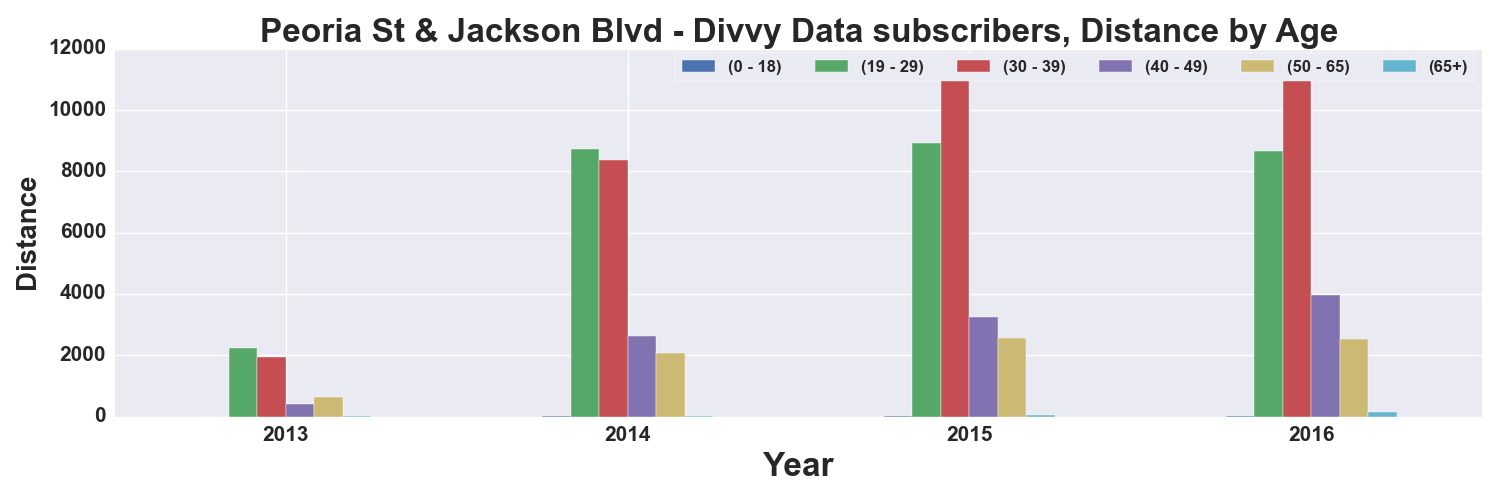 Peoria St & Jackson Blvd - Divvy Data subscribers, Distance by Age
(0 - 18) (19 - 29) (30 - 39) (40 - 49) (50 - 65) (65+)
12000
10000
8000
6000
4000
2000
0
Distance
2013 2014 2015 2016
Year